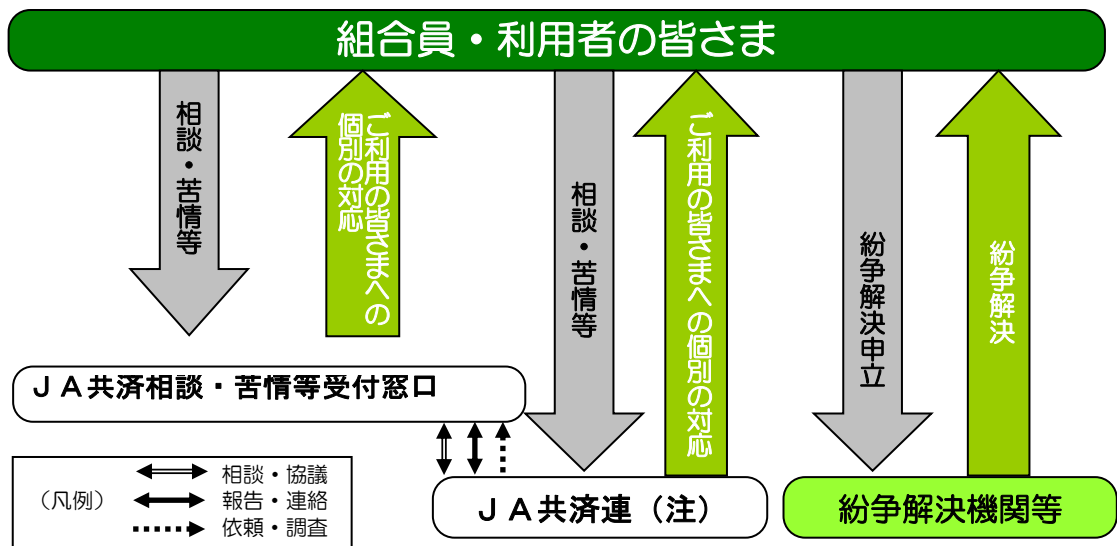 組合員・利用者の皆さま
相談・苦情等
ご利用の皆さまへの
個別の対応
相談・苦情等
ご利用の皆さまへの個別の対応
紛争解決申立
紛争解決
ＪＡ共済相談・苦情等受付窓口
ＪＡ共済連（注）
紛争解決機関等
（凡例）
相談・協議
報告・連絡
依頼・調査